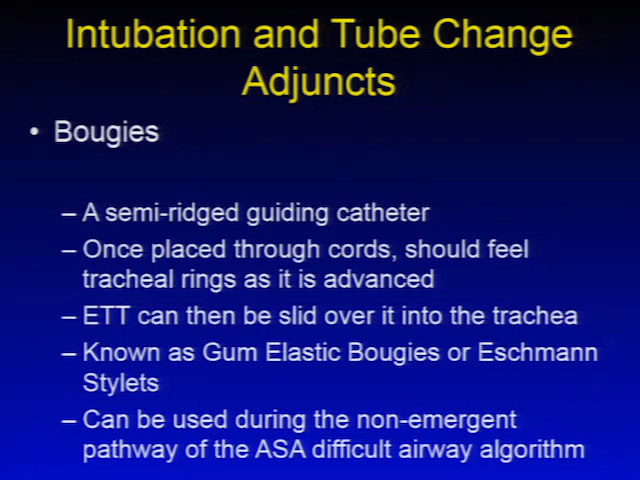 Intubation and Tube Change
Adjuncts
• Bougies
– A semi-ridged guiding catheter
– Once placed through cords, should feel
tracheal rings as it is advanced
– ETT can then be slid over it into the trachea
– Known as Gum Elastic Bougies or Eschmann
Stylets
– Can be used during the non-emergent
pathway of the ASA difficult airway algorithm